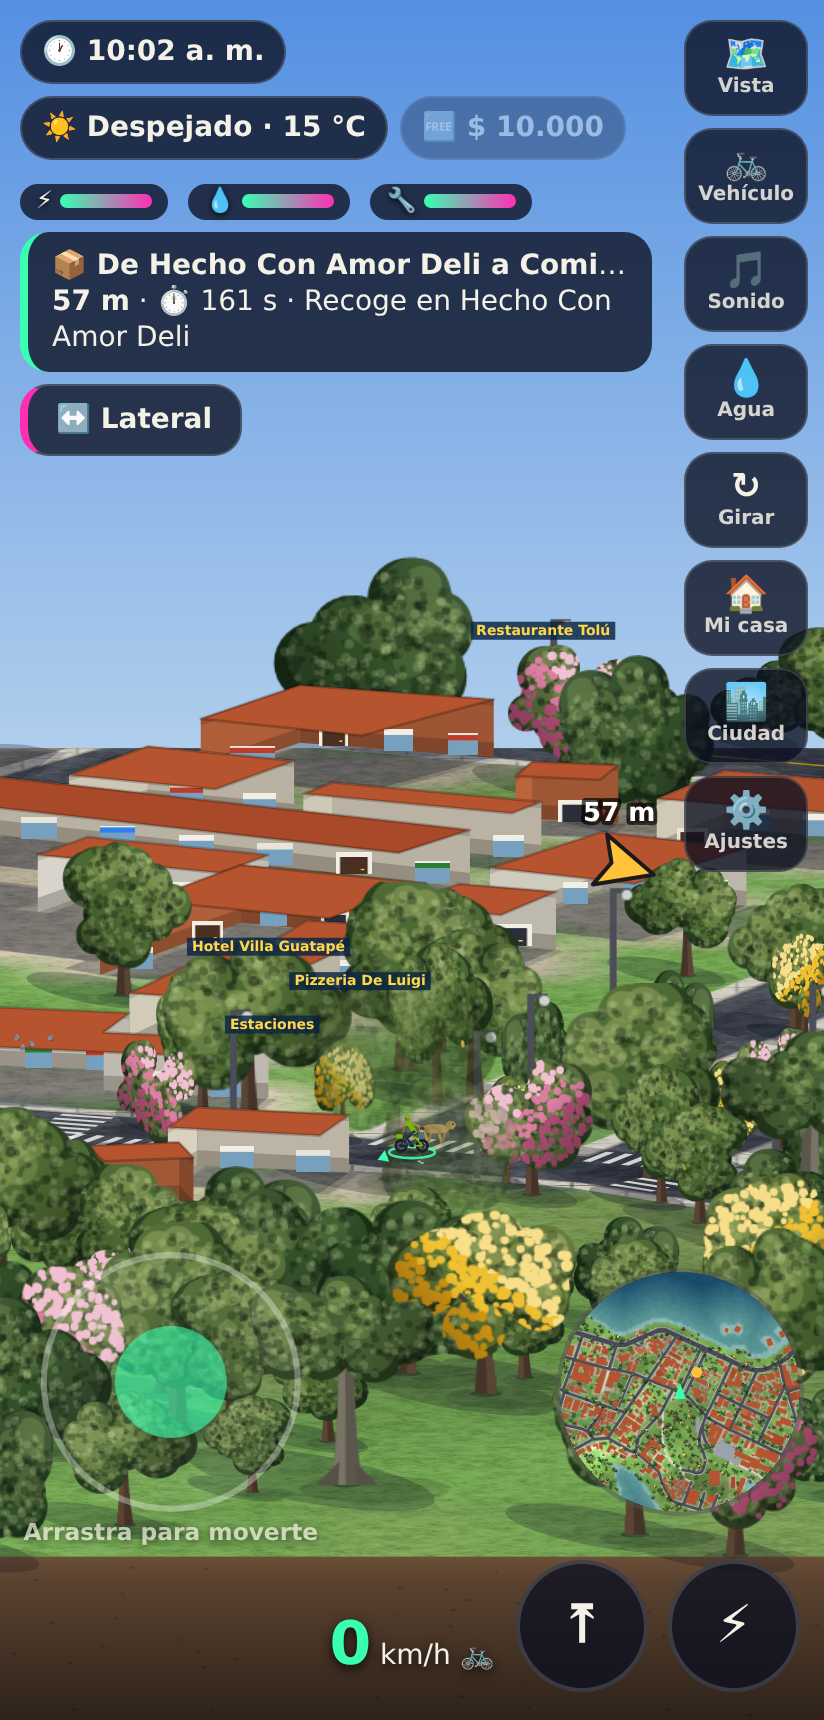 10:02 a. m.
Despejado · 15 °C
FREE $ 10.000
De Hecho Con Amor Deli a Comi...
57 m · 161 s · Recoge en Hecho Con
Amor Deli
Lateral
Vista
Vehículo
Sonido
Agua
Girar
Mi casa
Ciudad
Ajustes
Restaurante Tolú
57 m
Hotel Villa Guatapé
Pizzeria De Luigi
Estaciones
Arrastra para moverte
0 km/h